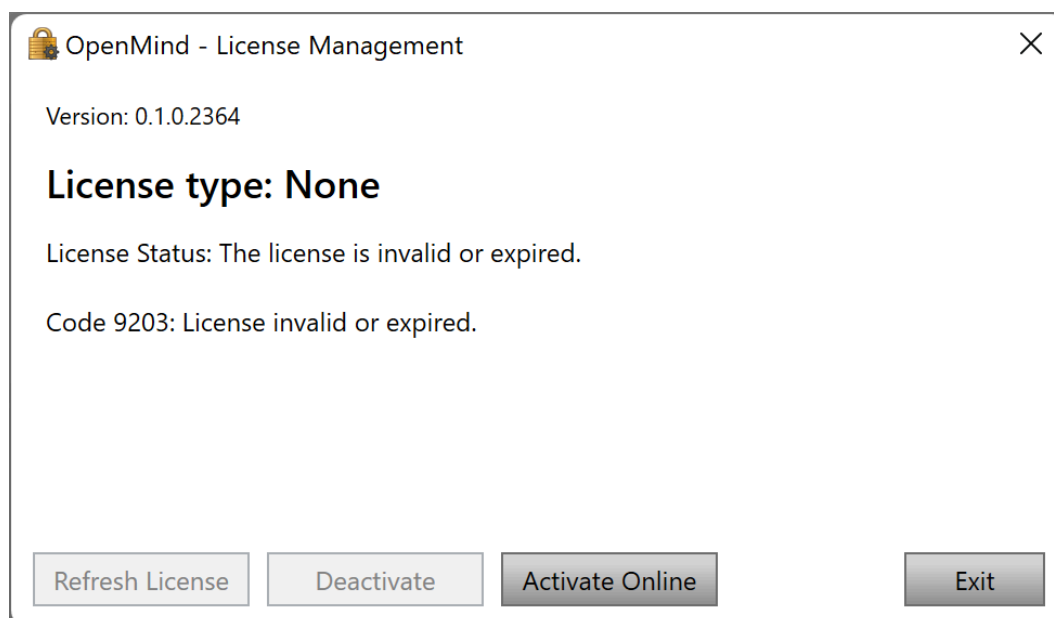 OpenMind - License Management
Version: 0.1.0.2364
License type: None
License Status: The license is invalid or expired.
Code 9203: License invalid or expired.
Refresh License Deactivate Activate Online Exit